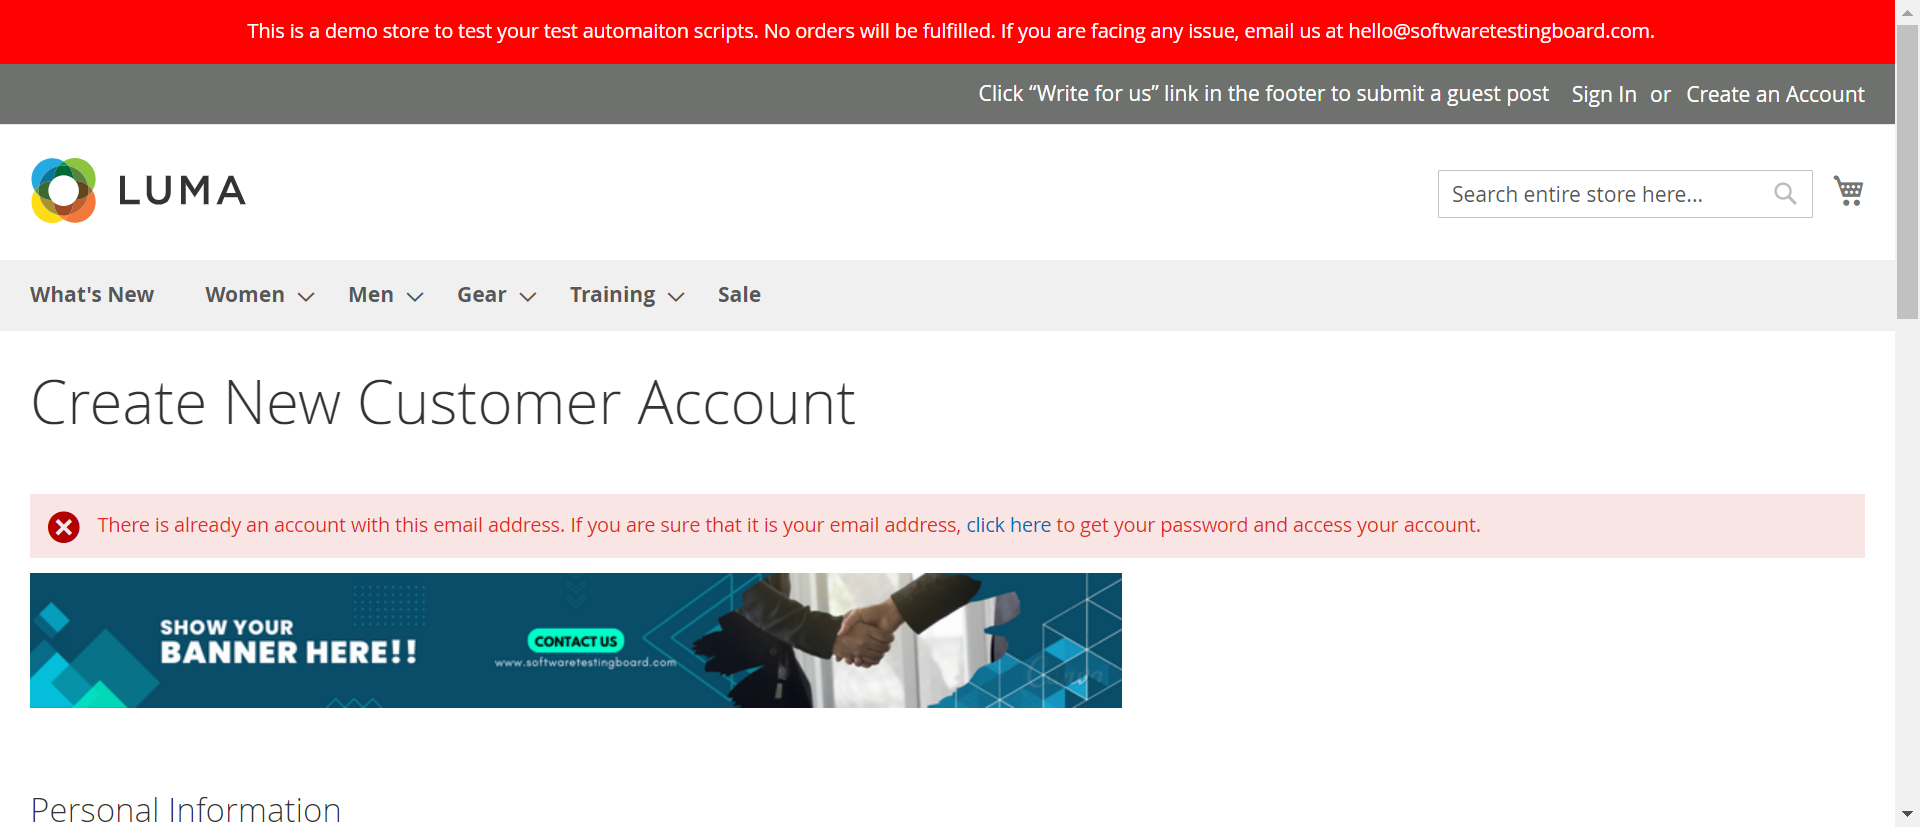 This is a demo store to test your test automaiton scripts. No orders will be fulfilled. If you are facing any issue, email us at hello@softwaretestingboard.com.
Click “Write for us” link in the footer to submit a guest post Sign In or Create an Account
LUMA
Search entire store here...
What's New Women Men Gear Training Sale
Create New Customer Account
There is already an account with this email address. If you are sure that it is your email address, click here to get your password and access your account.
SHOW YOUR
BANNER HERE!!
CONTACT US
www.softwaretestingboard.com
Personal Information